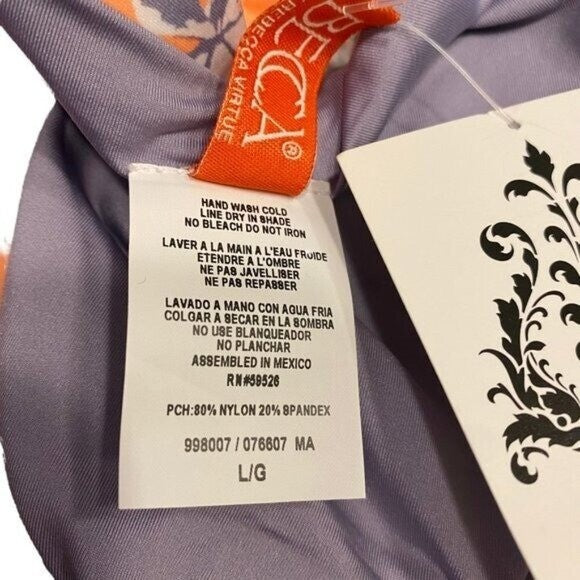 BECCA®
REBECCA VIRTUE
HAND WASH COLD
LINE DRY IN SHADE
NO BLEACH DO NOT IRON
LAVER A LA MAIN A L'EAU FROIDE
ETENDRE A L'OMBRE
NE PAS JAVELLISER
NE PAS REPASSER
LAVADO A MANO CON AGUA FRIA
COLGAR A SECAR EN LA SOMBRA
NO USE BLANQUEADOR
NO PLANCHAR
ASSEMBLED IN MEXICO
RN#59526
PCH:80% NYLON 20% SPANDEX
998007 / 076607 MA
L/G